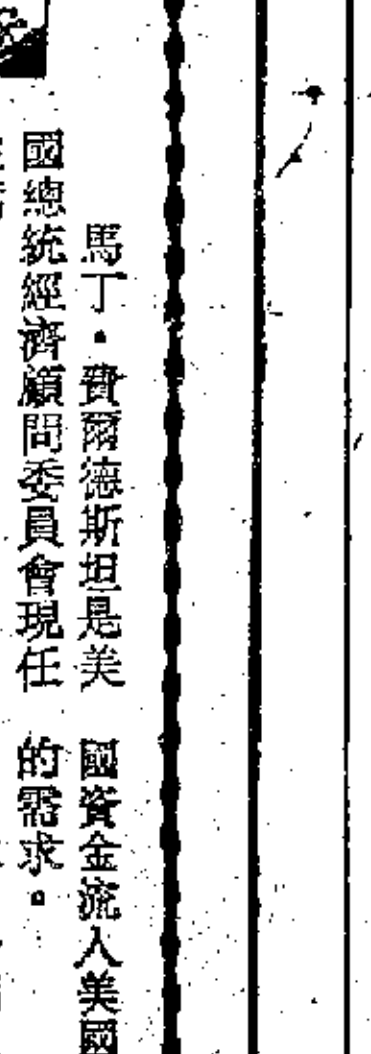 馬丁．費爾德斯坦是美
國總統經濟顧問委員會現任
國資金流入美國
的需求。